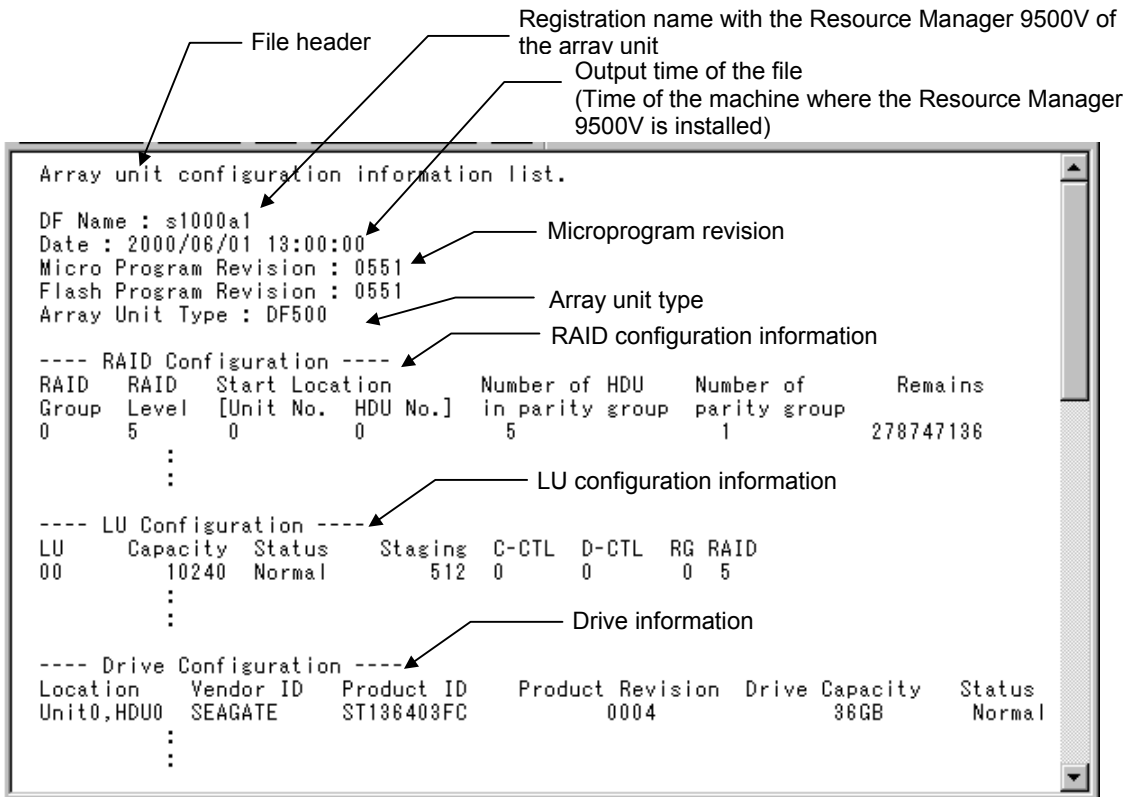 Registration name with the Resource Manager 9500V of
the array unit
File header
Output time of the file
(Time of the machine where the Resource Manager
9500V is installed)
Array unit configuration information list.
DF Name : s1000a1
Date : 2000/06/01 13:00:00
Microprogram revision
Micro Program Revision : 0551
Flash Program Revision : 0551
Array unit type
Array Unit Type : DF500
RAID configuration information
---- RAID Configuration ----
RAID RAID Start Location Number of HDU Number of Remains
Group Level [Unit No. HDU No.] in parity group parity group
0 5 0 0 5 1 278747136
:
:
LU configuration information
---- LU Configuration ----
LU Capacity Status Staging C-CTL D-CTL RG RAID
00 10240 Normal 512 0 0 0 5
:
:
Drive information
---- Drive Configuration ----
Location Vendor ID Product ID Product Revision Drive Capacity Status
Unit0,HDU0 SEAGATE ST136403FC 0004 36GB Normal
:
: